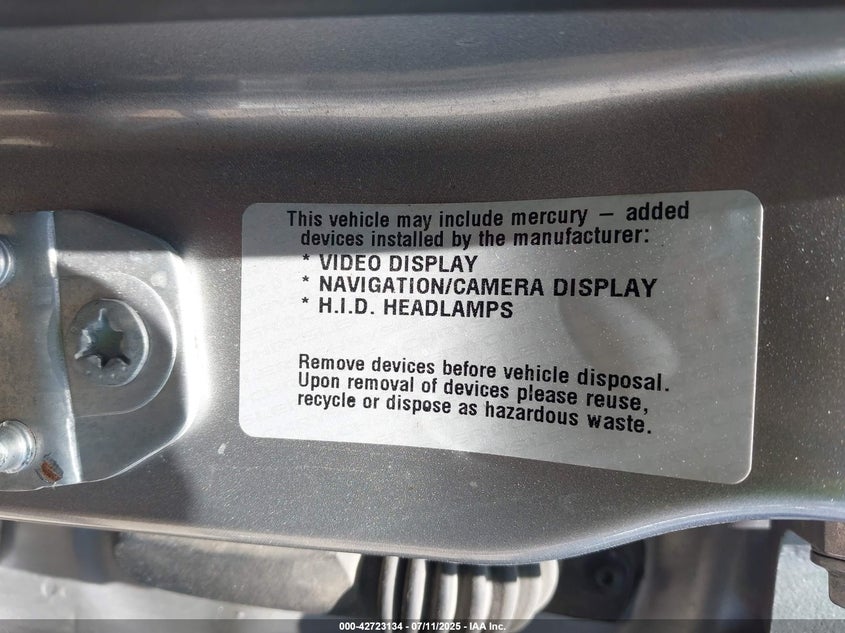 This vehicle may include mercury – added
devices installed by the manufacturer:
* VIDEO DISPLAY
* NAVIGATION/CAMERA DISPLAY
* H.I.D. HEADLAMPS
Remove devices before vehicle disposal.
Upon removal of devices please reuse,
recycle or dispose as hazardous waste.
000-42723134 - 07/11/2025 - IAA Inc.